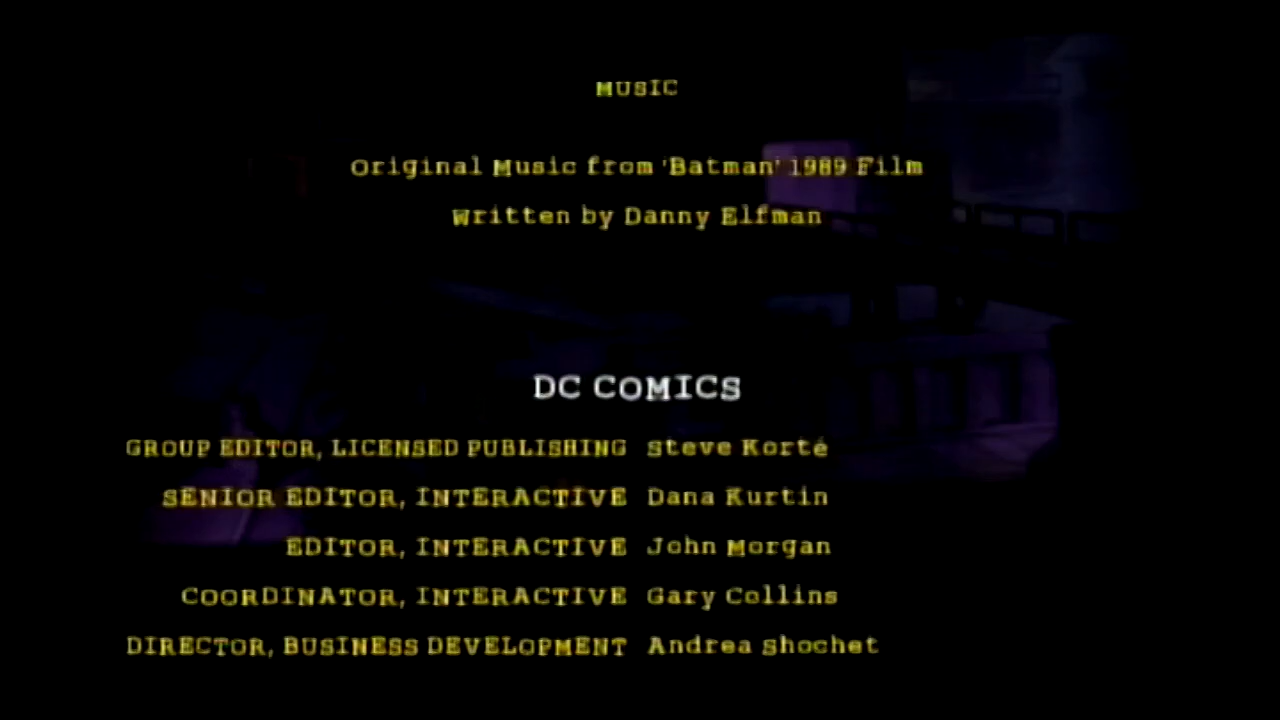 MUSIC
Original Music from 'Batman' 1989 Film
Written by Danny Elfman
DC COMICS
GROUP EDITOR, LICENSED PUBLISHING Steve Korté
SENIOR EDITOR, INTERACTIVE Dana Kurtin
EDITOR, INTERACTIVE John Morgan
COORDINATOR, INTERACTIVE Gary Collins
DIRECTOR, BUSINESS DEVELOPMENT Andrea Shochet